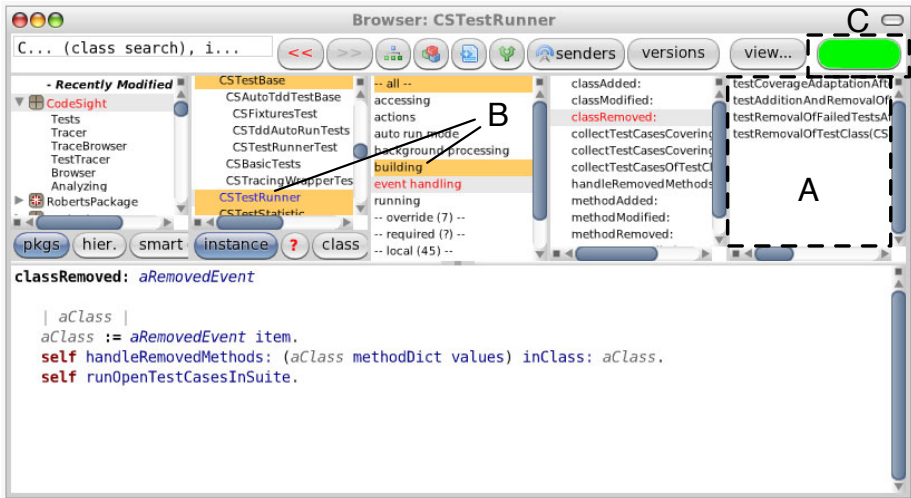 Browser: CSTestRunner
C
C... (class search), i...
<<
>>
senders
versions
view...
- Recently Modified
CodeSight
Tests
Tracer
TraceBrowser
TestTracer
Browser
Analyzing
RobertsPackage
pkgs
hier.
smart
CSTestBase
CSAutoTddTestBase
CSFixturesTest
CSTddAutoRunTests
CSTestRunnerTest
CSBasicTests
CSTracingWrapperTes
CSTestRunner
CSTestStatistic
instance
?
class
-- all --
accessing
actions
auto run mode
background processing
building
event handling
running
-- override (7) --
-- required (?) --
-- local (45) --
B
classAdded:
classModified:
classRemoved:
collectTestCasesCovering
collectTestCasesCovering
collectTestCasesOfTestCl
handleRemovedMethods
methodAdded:
methodModified:
methodRemoved:
testCoverageAdaptationAft
testAdditionAndRemovalOf
testRemovalOfFailedTestsA
testRemovalOfTestClass(CS
A
classRemoved: aRemovedEvent
| aClass |
aClass := aRemovedEvent item.
self handleRemovedMethods: (aClass methodDict values) inClass: aClass.
self runOpenTestCasesInSuite.